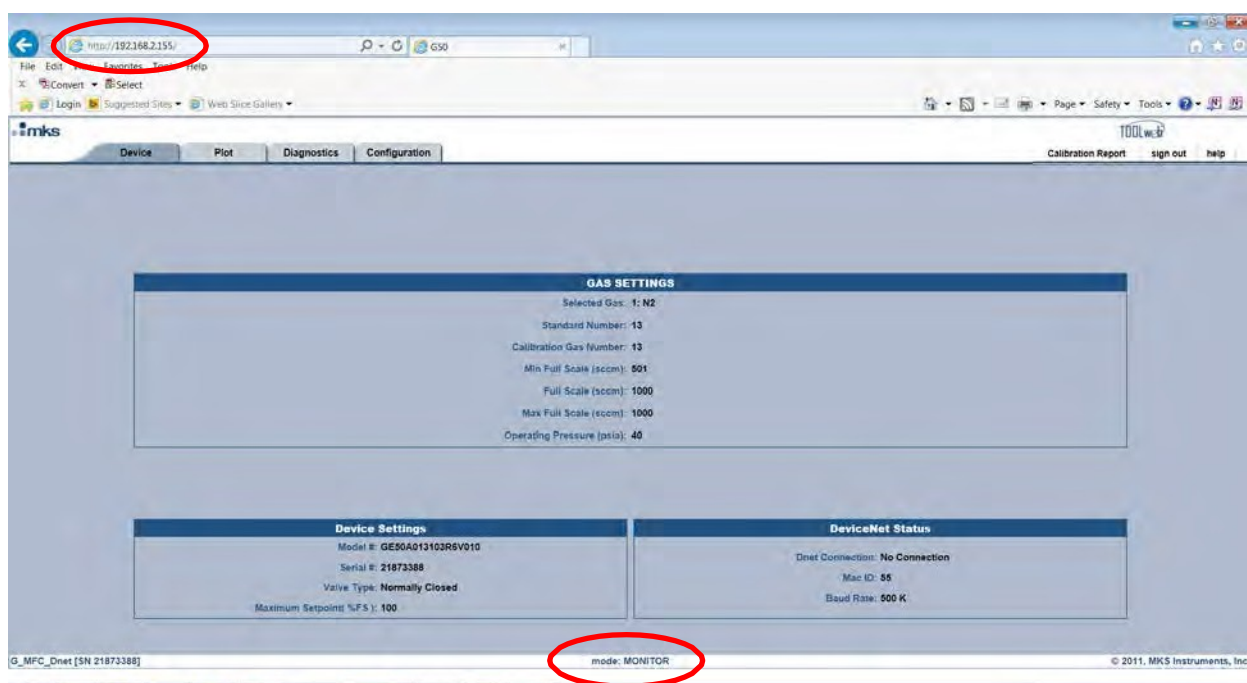 http://192.168.2.155/
G50
File Edit View Favorites Tools Help
x Convert Select
Login Suggested Sites Web Slice Gallery
Page Safety Tools
mks
TOOLweb
Device Plot Diagnostics Configuration
Calibration Report sign out help
GAS SETTINGS
Selected Gas: 1: N2
Standard Number: 13
Calibration Gas Number: 13
Min Full Scale (sccm): 501
Full Scale (sccm): 1000
Max Full Scale (sccm): 1000
Operating Pressure (psia): 40
Device Settings
Model #: GE50A013103R6V010
Serial #: 21873388
Valve Type: Normally Closed
Maximum Setpoint( %FS ): 100
DeviceNet Status
Dnet Connection: No Connection
Mac ID: 55
Baud Rate: 500 K
G_MFC_Dnet [SN 21873388]
mode: MONITOR
© 2011, MKS Instruments, Inc